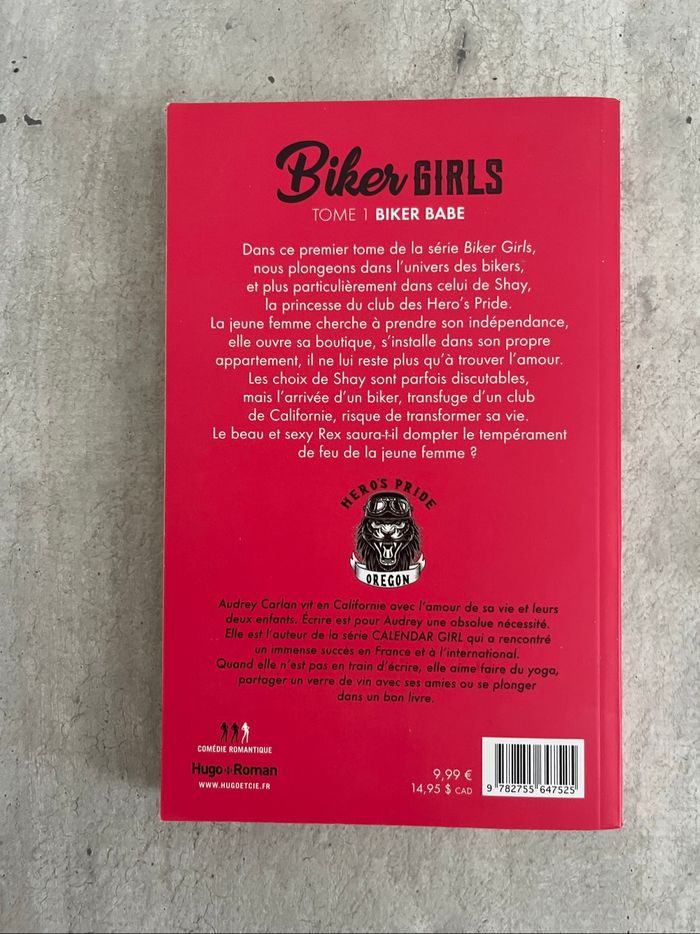 Biker GIRLS
TOME 1 BIKER BABE
Dans ce premier tome de la série Biker Girls,
nous plongeons dans l'univers des bikers,
et plus particulièrement dans celui de Shay,
la princesse du club des Hero's Pride.
La jeune femme cherche à prendre son indépendance,
elle ouvre sa boutique, s'installe dans son propre
appartement, il ne lui reste plus qu'à trouver l'amour.
Les choix de Shay sont parfois discutables,
mais l'arrivée d'un biker, transfuge d'un club
de Californie, risque de transformer sa vie.
Le beau et sexy Rex saura-t-il dompter le tempérament
de feu de la jeune femme ?
HERO'S PRIDE
OREGON
Audrey Carlan vit en Californie avec l'amour de sa vie et leurs
deux enfants. Écrire est pour Audrey une absolue nécessité.
Elle est l'auteur de la série CALENDAR GIRL qui a rencontré
un immense succès en France et à l'international.
Quand elle n'est pas en train d'écrire, elle aime faire du yoga,
partager un verre de vin avec ses amies ou se plonger
dans un bon livre.
COMÉDIE ROMANTIQUE
Hugo+Roman
WWW.HUGOETCIE.FR
9,99 €
14,95 $ CAD
9 782755 647525